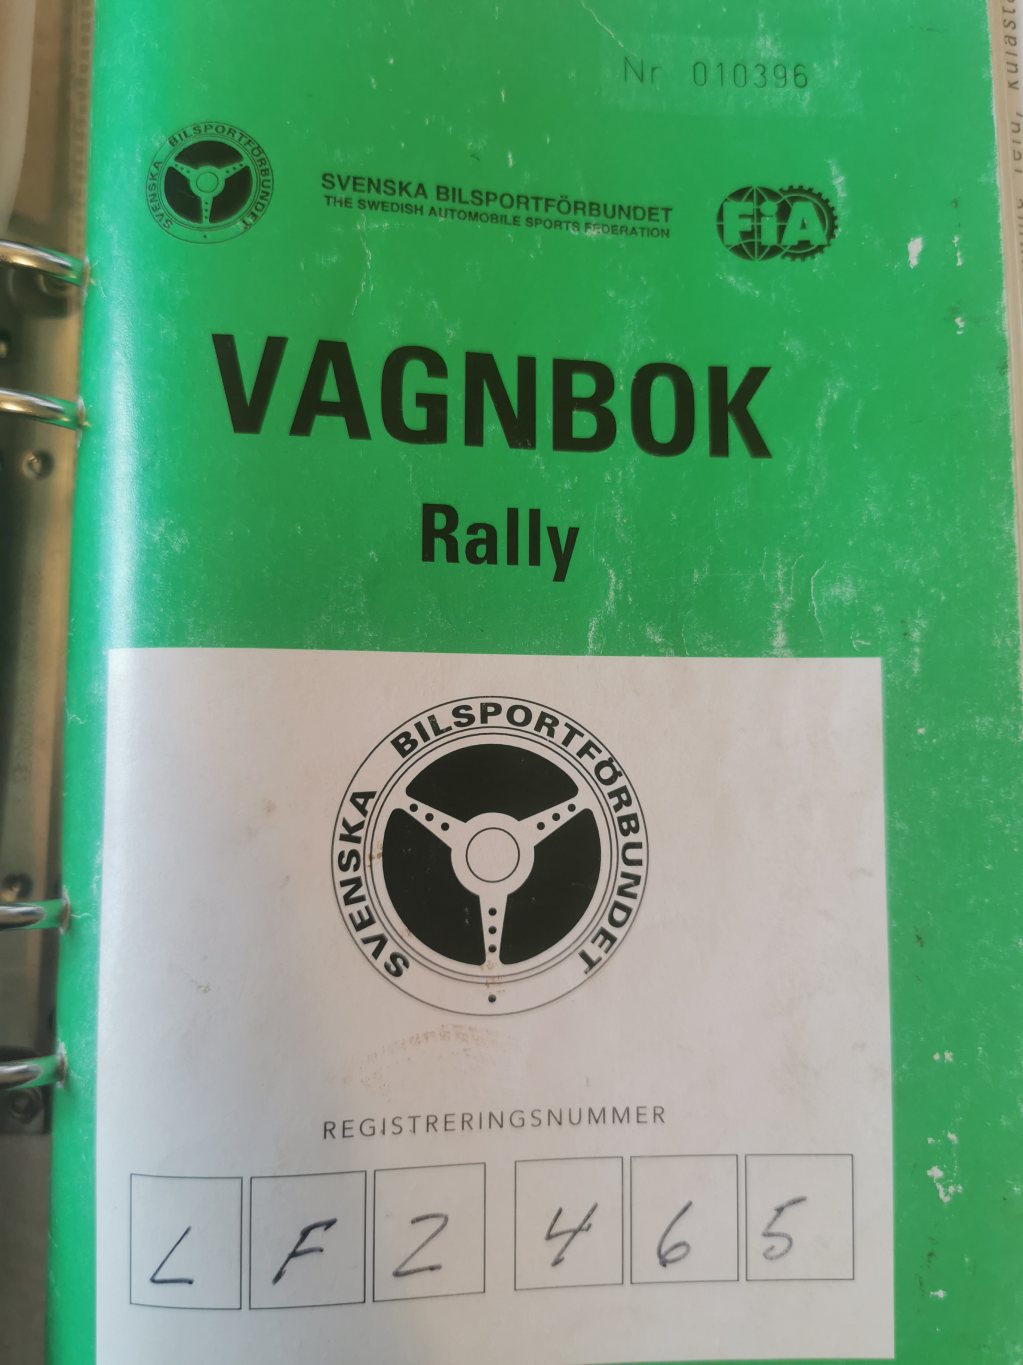 Nr 010396
SVENSKA BILSPORTFÖRBUNDET
SVENSKA BILSPORTFÖRBUNDET
THE SWEDISH AUTOMOBILE SPORTS FEDERATION
FiA
VAGNBOK
Rally
SVENSKA BILSPORTFÖRBUNDET
REGISTRERINGSNUMMER
L F Z 4 6 5